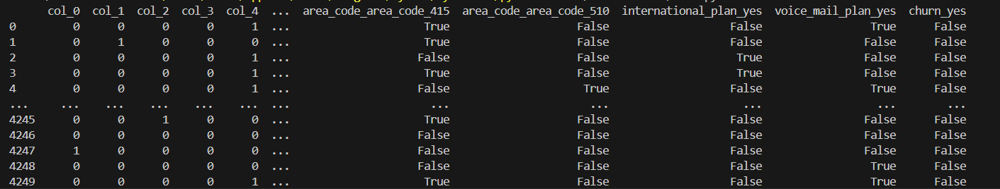 col_0 col_1 col_2 col_3 col_4 ... area_code_area_code_415 area_code_area_code_510 international_plan_yes voice_mail_plan_yes churn_yes
0 0 0 0 0 1 ... True False False True False
1 0 1 0 0 0 ... True False False False False
2 0 0 0 0 1 ... False False True False False
3 0 0 0 0 1 ... True False True False False
4 0 0 0 0 1 ... False True False True False
... ... ... ... ... ... ... ... ... ... ... ...
4245 0 0 1 0 0 ... True False False False False
4246 0 0 0 0 0 ... False False False False False
4247 1 0 0 0 0 ... False False False False False
4248 0 0 0 0 0 ... False False False True False
4249 0 0 0 0 1 ... True False False True False